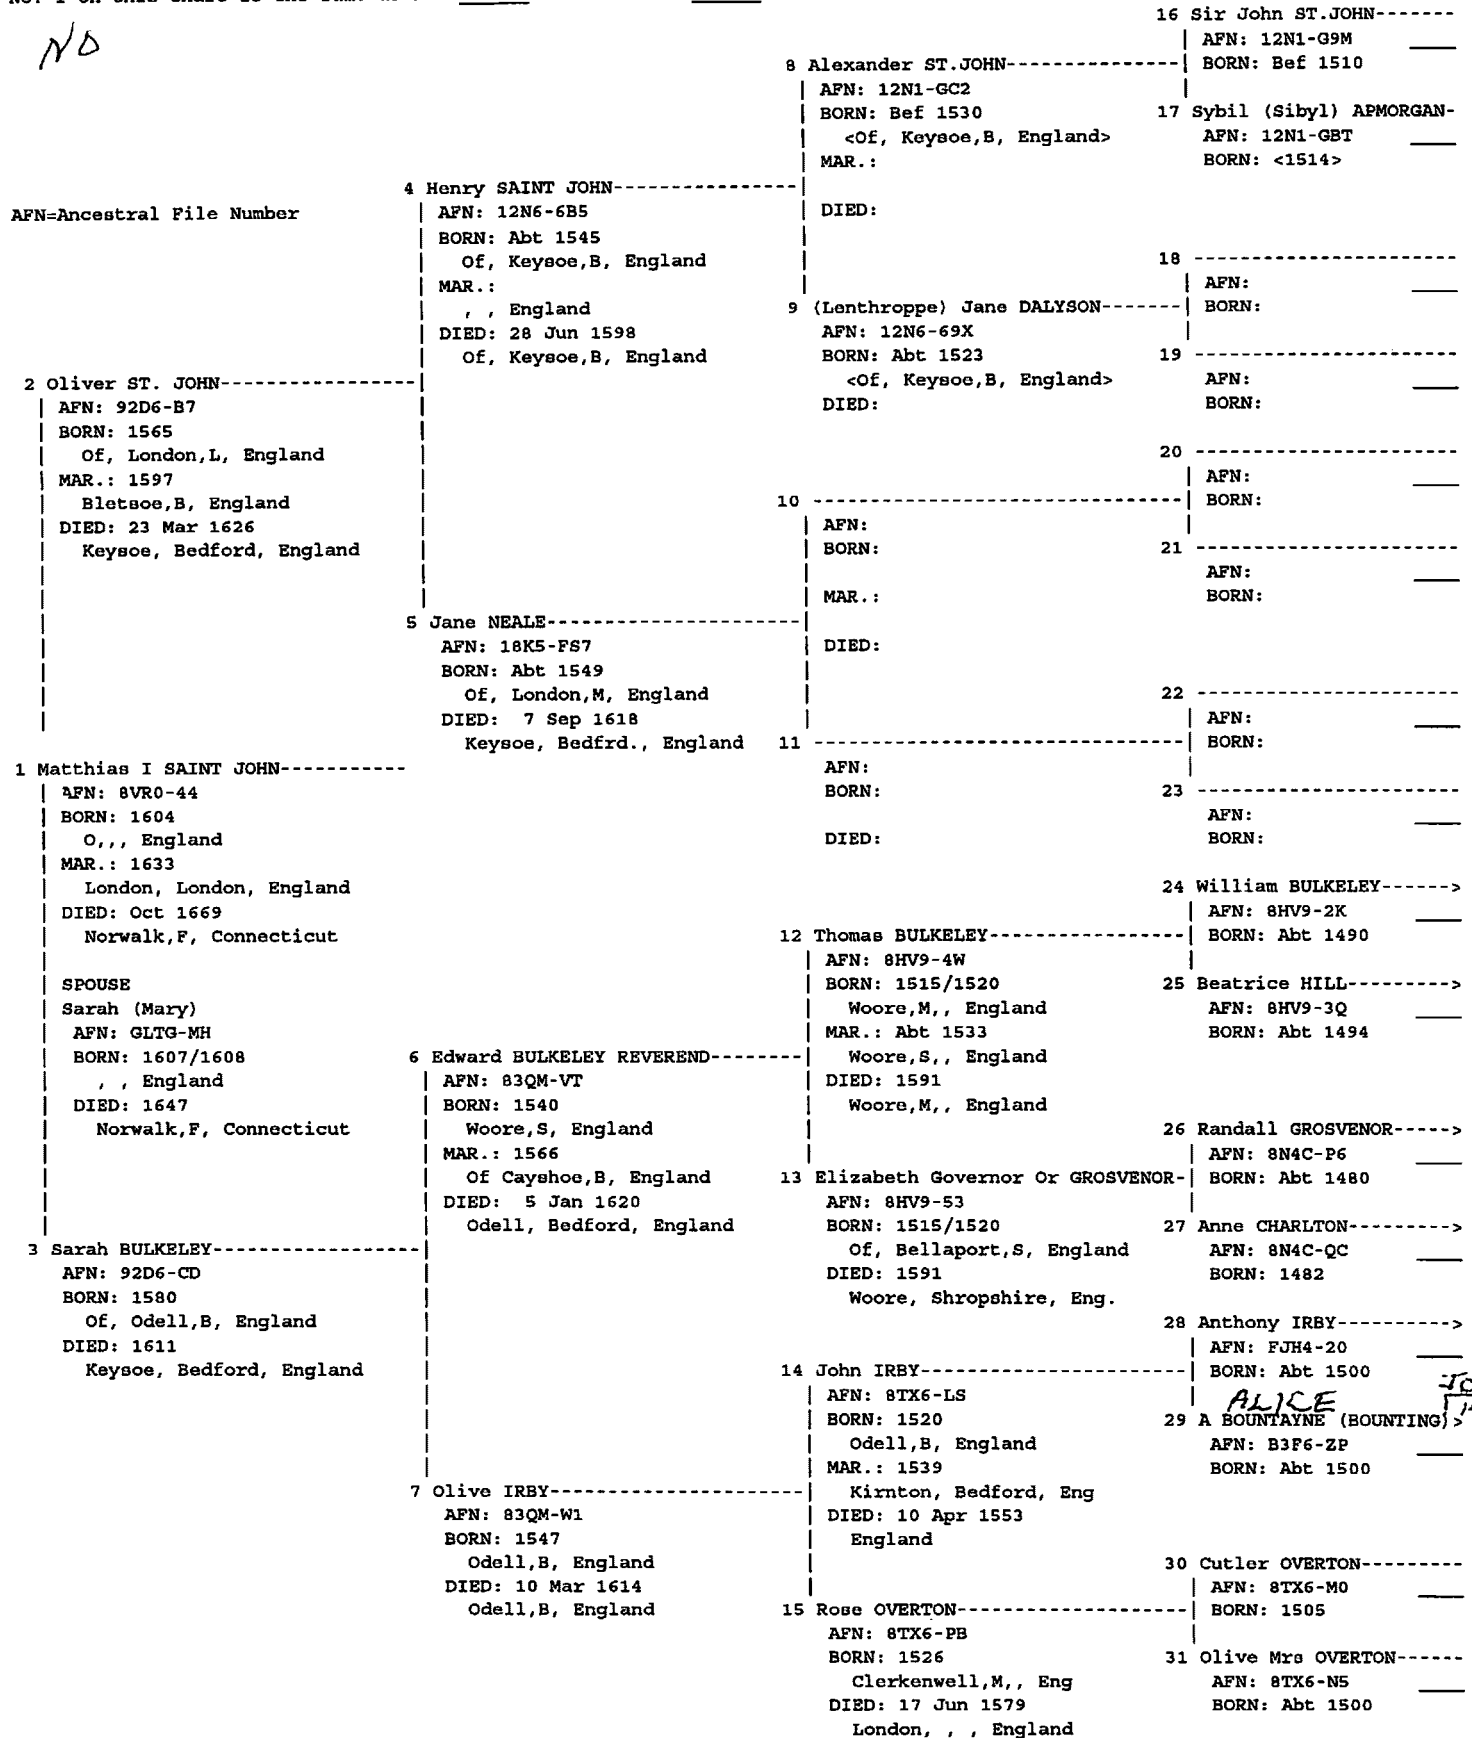 NO
AFN=Ancestral File Number
1 Matthias I SAINT JOHN-----------
AFN: 8VR0-44
BORN: 1604
O,,, England
MAR.: 1633
London, London, England
DIED: Oct 1669
Norwalk,F, Connecticut
SPOUSE
Sarah (Mary)
AFN: GLTG-MH
BORN: 1607/1608
, , England
DIED: 1647
Norwalk,F, Connecticut
2 Oliver ST. JOHN----------------
AFN: 92D6-B7
BORN: 1565
Of, London,L, England
MAR.: 1597
Bletsoe,B, England
DIED: 23 Mar 1626
Keysoe, Bedford, England
3 Sarah BULKELEY-----------------
AFN: 92D6-CD
BORN: 1580
Of, Odell,B, England
DIED: 1611
Keysoe, Bedford, England
4 Henry SAINT JOHN---------------
AFN: 12N6-6B5
BORN: Abt 1545
Of, Keysoe,B, England
MAR.:
, , England
DIED: 28 Jun 1598
Of, Keysoe,B, England
5 Jane NEALE---------------------
AFN: 18K5-FS7
BORN: Abt 1549
Of, London,M, England
DIED: 7 Sep 1618
Keysoe, Bedfrd., England
6 Edward BULKELEY REVEREND--------
AFN: 83QM-VT
BORN: 1540
Woore,S, England
MAR.: 1566
Of Cayshoe,B, England
DIED: 5 Jan 1620
Odell, Bedford, England
7 Olive IRBY---------------------
AFN: 83QM-W1
BORN: 1547
Odell,B, England
DIED: 10 Mar 1614
Odell,B, England
8 Alexander ST.JOHN---------------
AFN: 12N1-GC2
BORN: Bef 1530
<Of, Keysoe,B, England>
MAR.:
DIED:
9 (Lenthroppe) Jane DALYSON-------
AFN: 12N6-69X
BORN: Abt 1523
<Of, Keysoe,B, England>
DIED:
10 --------------------------------
AFN:
BORN:
MAR.:
DIED:
11 --------------------------------
AFN:
BORN:
DIED:
12 Thomas BULKELEY-----------------
AFN: 8HV9-4W
BORN: 1515/1520
Woore,M,, England
MAR.: Abt 1533
Woore,S,, England
DIED: 1591
Woore,M,, England
13 Elizabeth Governor Or GROSVENOR-
AFN: 8HV9-53
BORN: 1515/1520
Of, Bellaport,S, England
DIED: 1591
Woore, Shropshire, Eng.
14 John IRBY-----------------------
AFN: 8TX6-LS
BORN: 1520
Odell,B, England
MAR.: 1539
Kirnton, Bedford, Eng
DIED: 10 Apr 1553
England
15 Rose OVERTON--------------------
AFN: 8TX6-PB
BORN: 1526
Clerkenwell,M,, Eng
DIED: 17 Jun 1579
London, , , England
16 Sir John ST.JOHN-------
AFN: 12N1-G9M
BORN: Bef 1510
17 Sybil (Sibyl) APMORGAN-
AFN: 12N1-GBT
BORN: <1514>
18 -----------------------
AFN:
BORN:
19 -----------------------
AFN:
BORN:
20 -----------------------
AFN:
BORN:
21 -----------------------
AFN:
BORN:
22 -----------------------
AFN:
BORN:
23 -----------------------
AFN:
BORN:
24 William BULKELEY------>
AFN: 8HV9-2K
BORN: Abt 1490
25 Beatrice HILL--------->
AFN: 8HV9-3Q
BORN: Abt 1494
26 Randall GROSVENOR----->
AFN: 8N4C-P6
BORN: Abt 1480
27 Anne CHARLTON--------->
AFN: 8N4C-QC
BORN: 1482
28 Anthony IRBY---------->
AFN: FJH4-20
BORN: Abt 1500
ALICE
29 A BOUNTAYNE (BOUNTING)>
AFN: B3F6-ZP
BORN: Abt 1500
30 Cutler OVERTON---------
AFN: 8TX6-M0
BORN: 1505
31 Olive Mrs OVERTON------
AFN: 8TX6-N5
BORN: Abt 1500